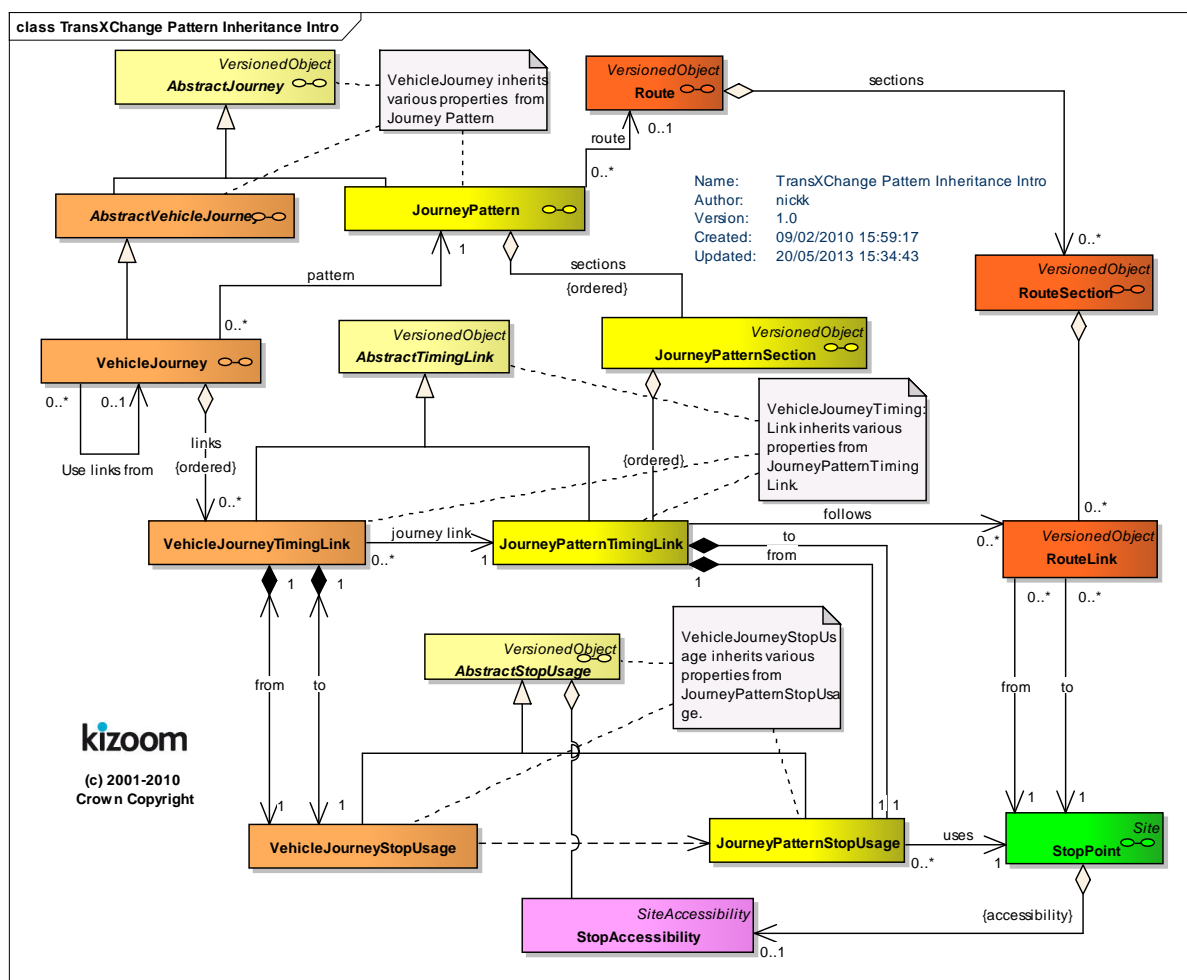 class TransXChange Pattern Inheritance Intro
VersionedObject
AbstractJourney
VehicleJourney inherits
various properties from
Journey Pattern
VersionedObject
Route
sections
0..1
route
0..*
AbstractVehicleJourney
JourneyPattern
Name: TransXChange Pattern Inheritance Intro
Author: nickk
Version: 1.0
Created: 09/02/2010 15:59:17
Updated: 20/05/2013 15:34:43
0..*
1
pattern
sections
{ordered}
VersionedObject
RouteSection
0..*
VehicleJourney
VersionedObject
AbstractTimingLink
VersionedObject
JourneyPatternSection
0..*
0..1
Use links from
links
{ordered}
0..*
{ordered}
VehicleJourneyTiming:
Link inherits various
properties from
JourneyPatternTiming
Link.
0..*
VehicleJourneyTimingLink
journey link
0..*
1
JourneyPatternTimingLink
follows
0..*
to
from
1
VersionedObject
RouteLink
1
1
0..*
0..*
from
to
VersionedObject
AbstractStopUsage
VehicleJourneyStopUs
age inherits various
properties from
JourneyPatternStopUsa
ge.
from
to
kizoom
(c) 2001-2010
Crown Copyright
1
1
1
1
1
1
VehicleJourneyStopUsage
JourneyPatternStopUsage
uses
0..*
1
Site
StopPoint
SiteAccessibility
StopAccessibility
{accessibility}
0..1